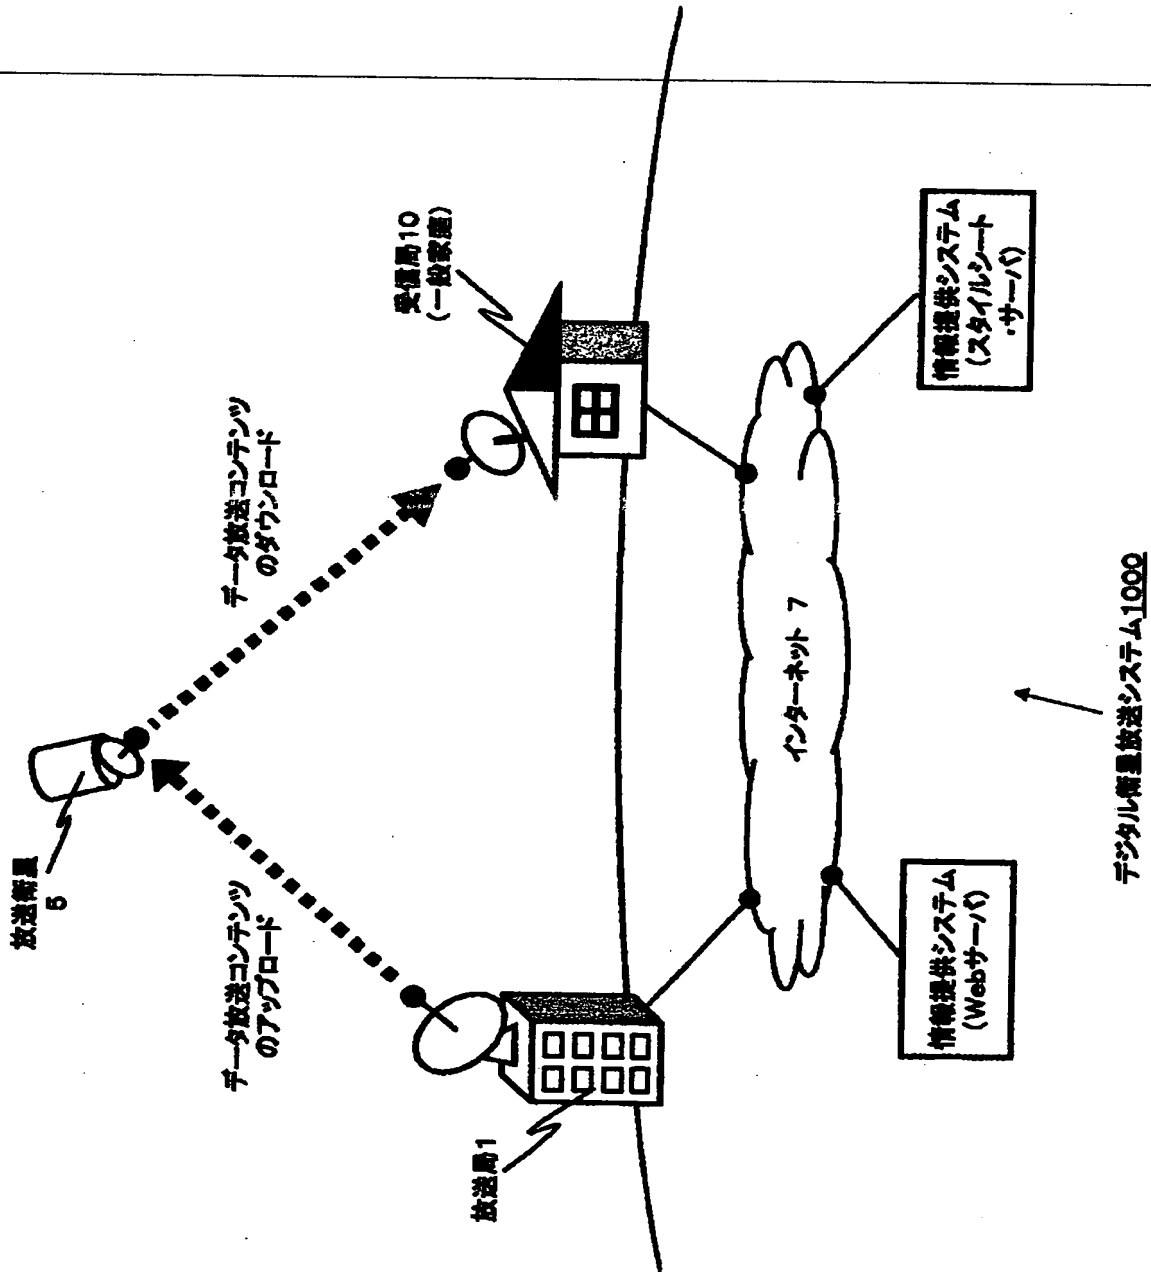 放送衛星
5
データ放送コンテンツ
のアップロード
データ放送コンテンツ
のダウンロード
放送局1
受信局10
(一般家庭)
インターネット 7
情報提供システム
(Webサーバ)
情報提供システム
(スタイルシート
・サーバ)
デジタル衛星放送システム1000